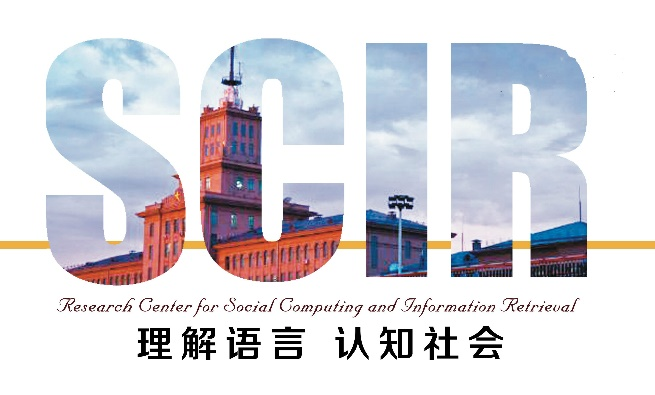 SCIR
Research Center for Social Computing and Information Retrieval
理解语言 认知社会